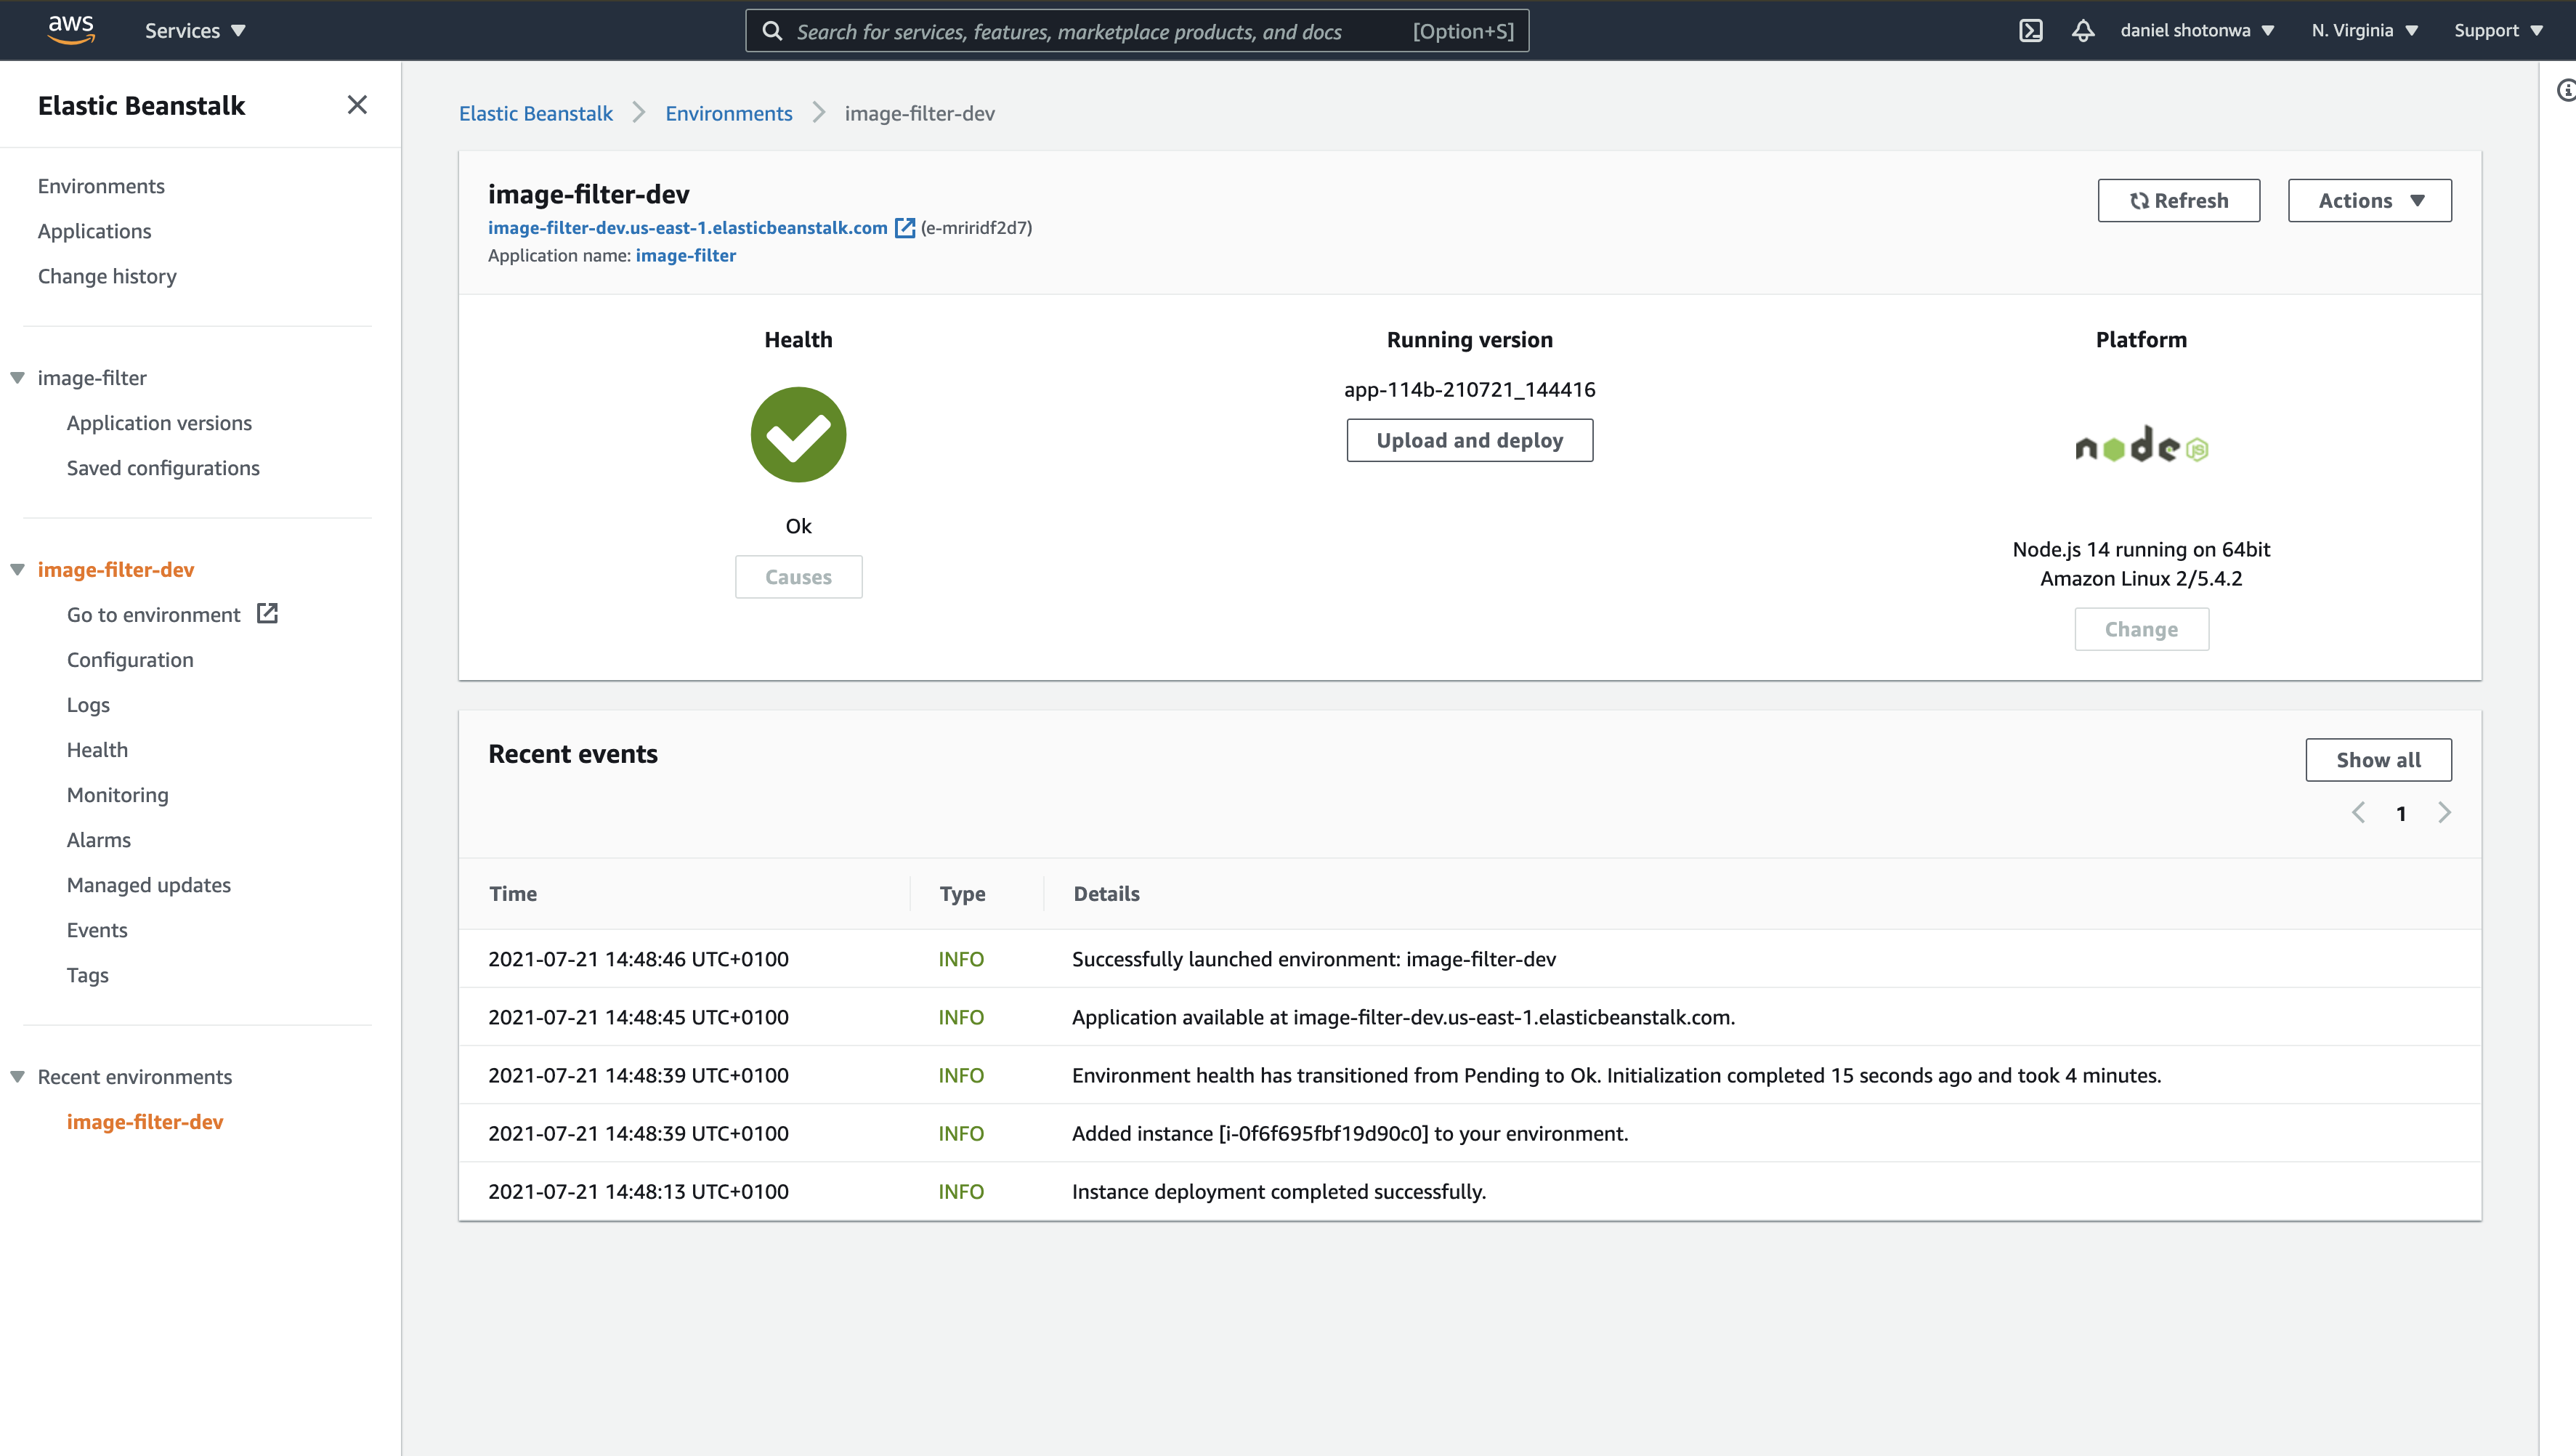 aws
Services
Search for services, features, marketplace products, and docs [Option+S]
daniel shotonwa
N. Virginia
Support
Elastic Beanstalk
Environments
Applications
Change history
image-filter
Application versions
Saved configurations
image-filter-dev
Go to environment
Configuration
Logs
Health
Monitoring
Alarms
Managed updates
Events
Tags
Recent environments
image-filter-dev
Elastic Beanstalk Environments image-filter-dev
image-filter-dev
image-filter-dev.us-east-1.elasticbeanstalk.com (e-mriridf2d7)
Application name: image-filter
Refresh
Actions
Health
Ok
Causes
Running version
app-114b-210721_144416
Upload and deploy
Platform
node JS
Node.js 14 running on 64bit
Amazon Linux 2/5.4.2
Change
Recent events
Show all
1
Time Type Details
2021-07-21 14:48:46 UTC+0100 INFO Successfully launched environment: image-filter-dev
2021-07-21 14:48:45 UTC+0100 INFO Application available at image-filter-dev.us-east-1.elasticbeanstalk.com.
2021-07-21 14:48:39 UTC+0100 INFO Environment health has transitioned from Pending to Ok. Initialization completed 15 seconds ago and took 4 minutes.
2021-07-21 14:48:39 UTC+0100 INFO Added instance [i-0f6f695fbf19d90c0] to your environment.
2021-07-21 14:48:13 UTC+0100 INFO Instance deployment completed successfully.